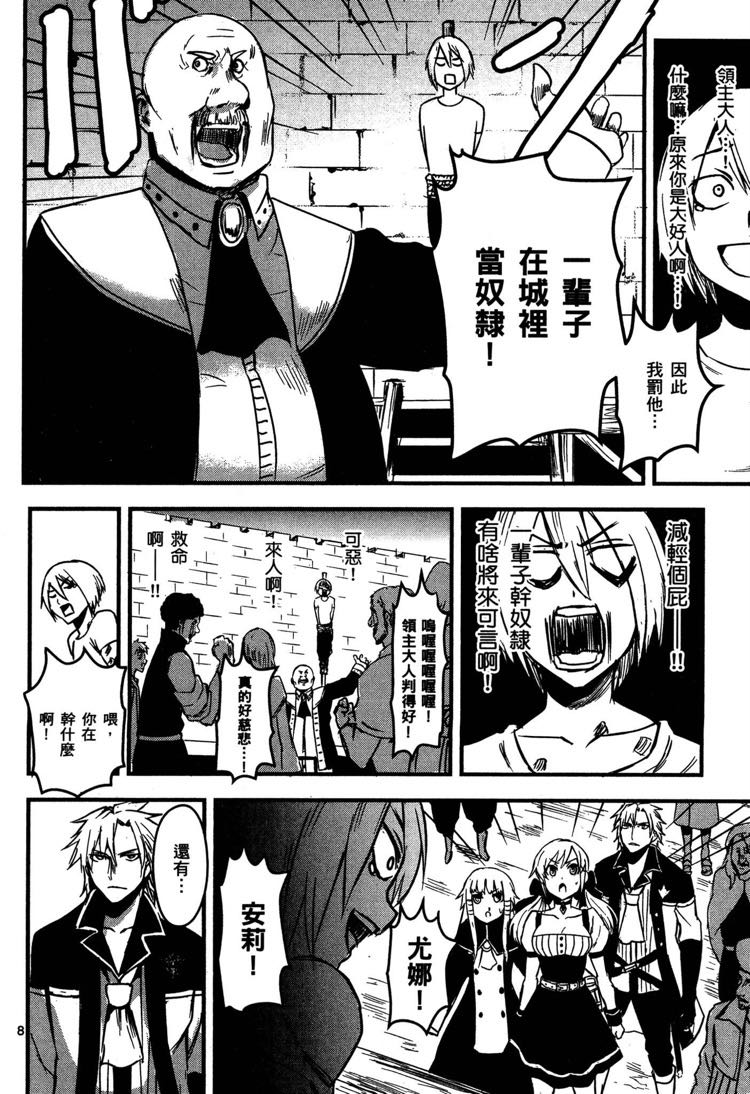 領主大人…！
什麼嘛…原來你是大好人啊…！
因此
我罰他…
一輩子
在城裡
當奴隸！
減輕個屁——!!
一輩子幹奴隸
有啥將來可言啊！
嗚喔喔喔喔喔！
領主大人判得好！
可惡！
來人啊！
真的好慈悲…！
救命
啊——!!
喂，
你在
幹什麼
啊！
尤娜！
安莉！
還有…
8